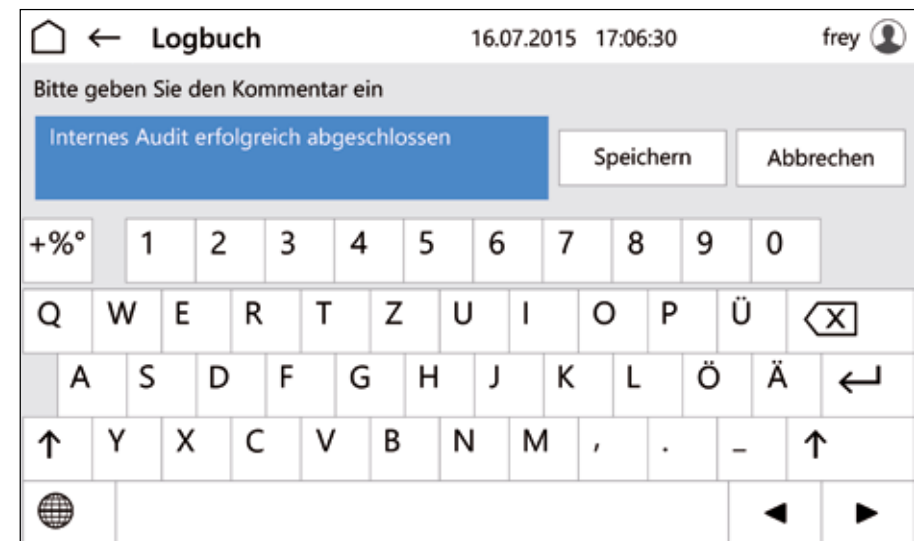 Logbuch 16.07.2015 17:06:30 frey
Bitte geben Sie den Kommentar ein
Internes Audit erfolgreich abgeschlossen
Speichern Abbrechen
+%° 1 2 3 4 5 6 7 8 9 0
Q W E R T Z U I O P Ü
A S D F G H J K L Ö Ä
Y X C V B N M , . _